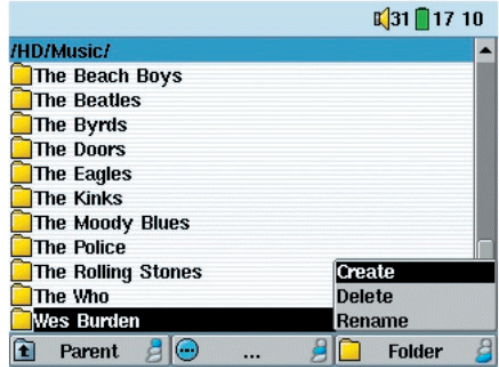 31 17 10
/HD/Music/
The Beach Boys
The Beatles
The Byrds
The Doors
The Eagles
The Kinks
The Moody Blues
The Police
The Rolling Stones
The Who
Wes Burden
Create
Delete
Rename
Parent ... Folder